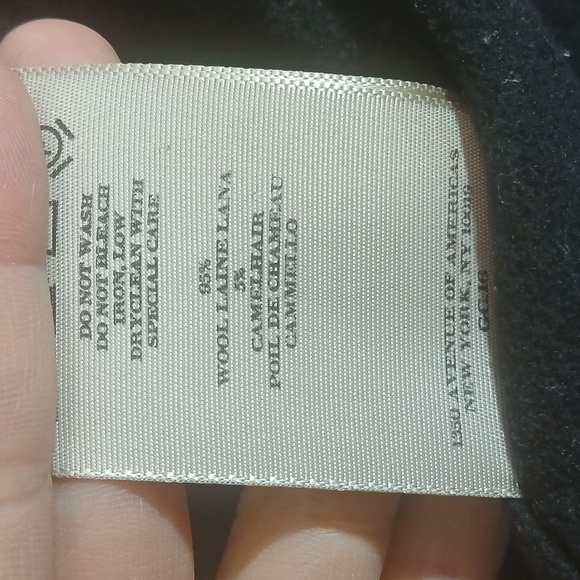 DO NOT WASH
DO NOT BLEACH
IRON, LOW
DRYCLEAN WITH
SPECIAL CARE
95%
WOOL LAINE LANA
5%
CAMELHAIR
POIL DE CHAMEAU
CAMMELLO
AVENUE OF AMERICAS
NEW YORK, NY